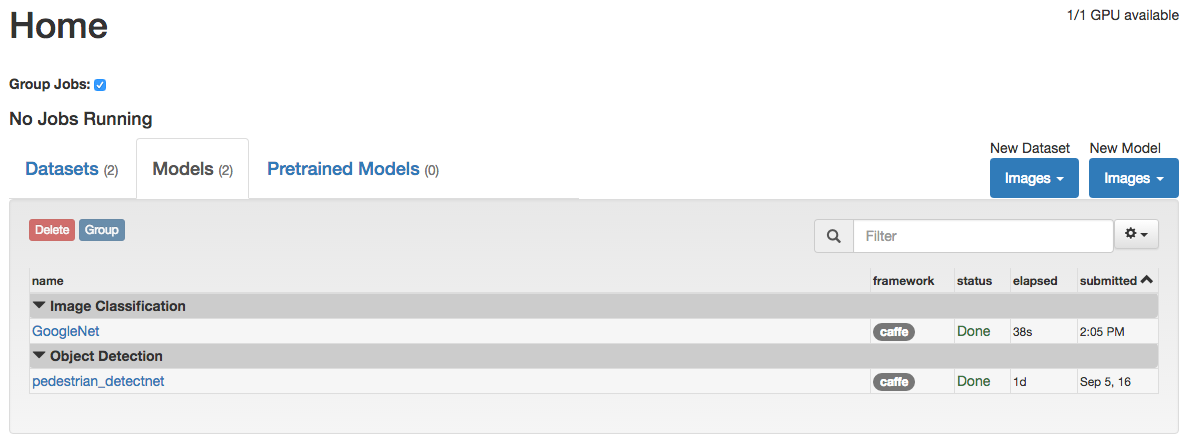 Home
1/1 GPU available
Group Jobs:
No Jobs Running
Datasets (2)
Models (2)
Pretrained Models (0)
New Dataset
New Model
Images
Images
Delete
Group
Filter
name framework status elapsed submitted
Image Classification
GoogleNet caffe Done 38s 2:05 PM
Object Detection
pedestrian_detectnet caffe Done 1d Sep 5, 16